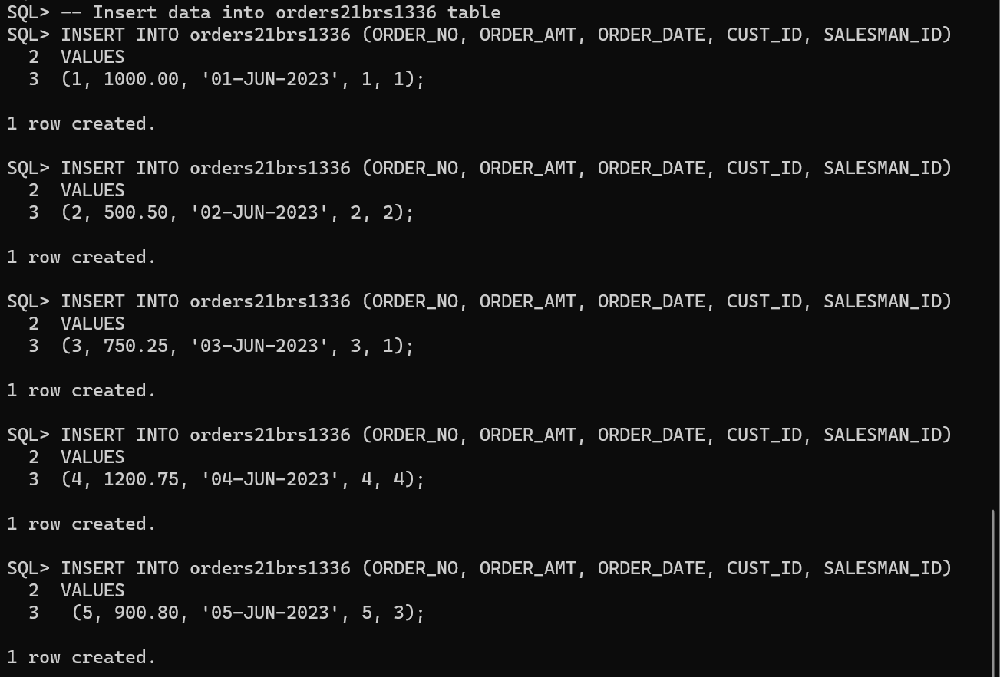 SQL> -- Insert data into orders21brs1336 table
SQL> INSERT INTO orders21brs1336 (ORDER_NO, ORDER_AMT, ORDER_DATE, CUST_ID, SALESMAN_ID)
  2  VALUES
  3  (1, 1000.00, '01-JUN-2023', 1, 1);

1 row created.

SQL> INSERT INTO orders21brs1336 (ORDER_NO, ORDER_AMT, ORDER_DATE, CUST_ID, SALESMAN_ID)
  2  VALUES
  3  (2, 500.50, '02-JUN-2023', 2, 2);

1 row created.

SQL> INSERT INTO orders21brs1336 (ORDER_NO, ORDER_AMT, ORDER_DATE, CUST_ID, SALESMAN_ID)
  2  VALUES
  3  (3, 750.25, '03-JUN-2023', 3, 1);

1 row created.

SQL> INSERT INTO orders21brs1336 (ORDER_NO, ORDER_AMT, ORDER_DATE, CUST_ID, SALESMAN_ID)
  2  VALUES
  3  (4, 1200.75, '04-JUN-2023', 4, 4);

1 row created.

SQL> INSERT INTO orders21brs1336 (ORDER_NO, ORDER_AMT, ORDER_DATE, CUST_ID, SALESMAN_ID)
  2  VALUES
  3   (5, 900.80, '05-JUN-2023', 5, 3);

1 row created.